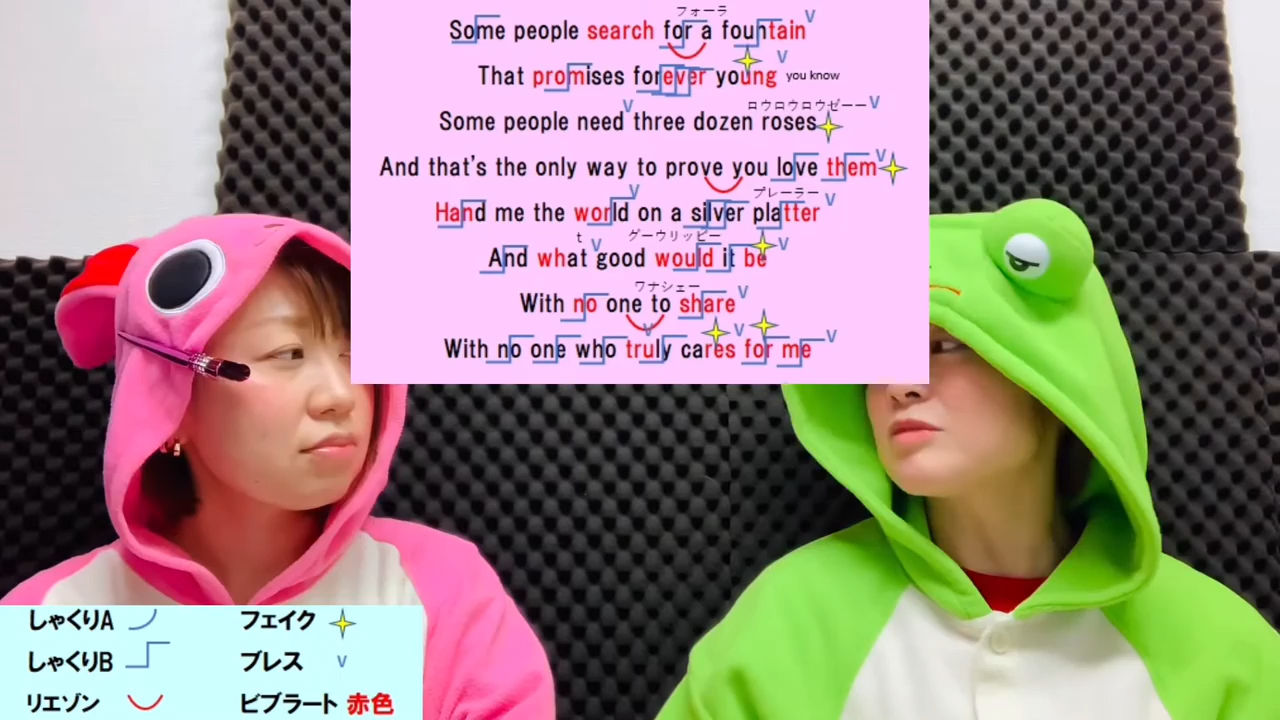 フォーラ
Some people search for a fountain V
V
That promises forever young you know
ロウロウロウゼーー V
V
Some people need three dozen roses
And that's the only way to prove you love them V
プレーラー
V
Hand me the world on a silver platter V
t V グーウリッビー
And what good would it be V
ワナシェー
With no one to share V
V V V
With no one who truly cares for me
しゃくりA フェイク
しゃくりB ブレス V
リエゾン ビブラート 赤色